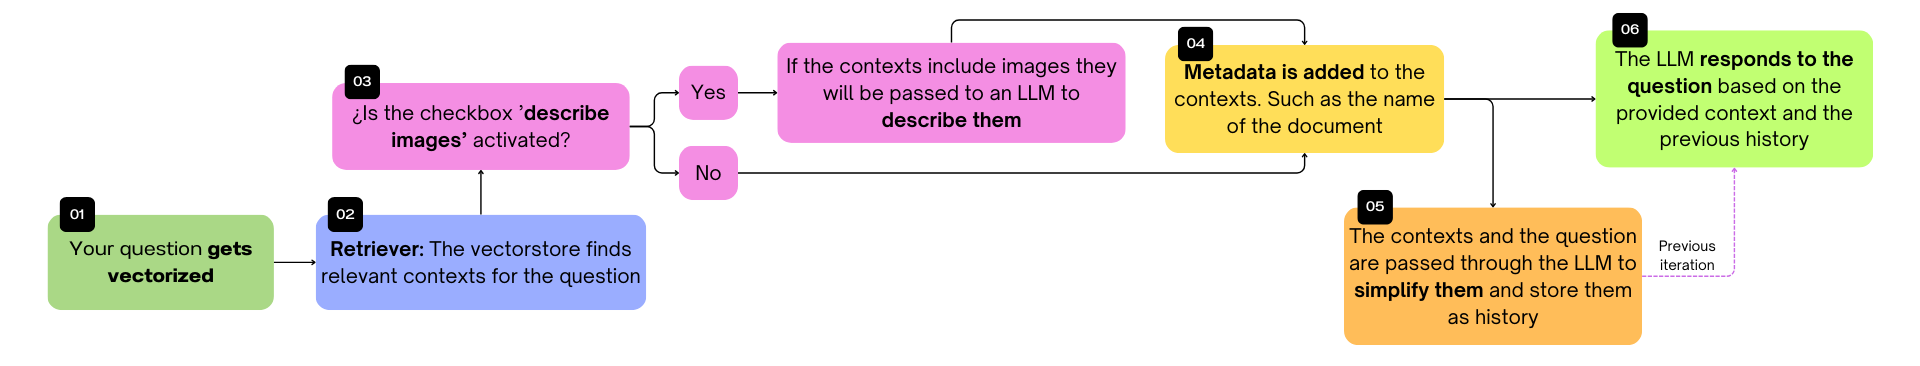 01
Your question gets
vectorized
02
Retriever: The vectorstore finds
relevant contexts for the question
03
¿Is the checkbox ’describe
images’ activated?
Yes
No
If the contexts include images they
will be passed to an LLM to
describe them
04
Metadata is added to the
contexts. Such as the name
of the document
05
The contexts and the question
are passed through the LLM to
simplify them and store them
as history
Previous
iteration
06
The LLM responds to the
question based on the
provided context and the
previous history